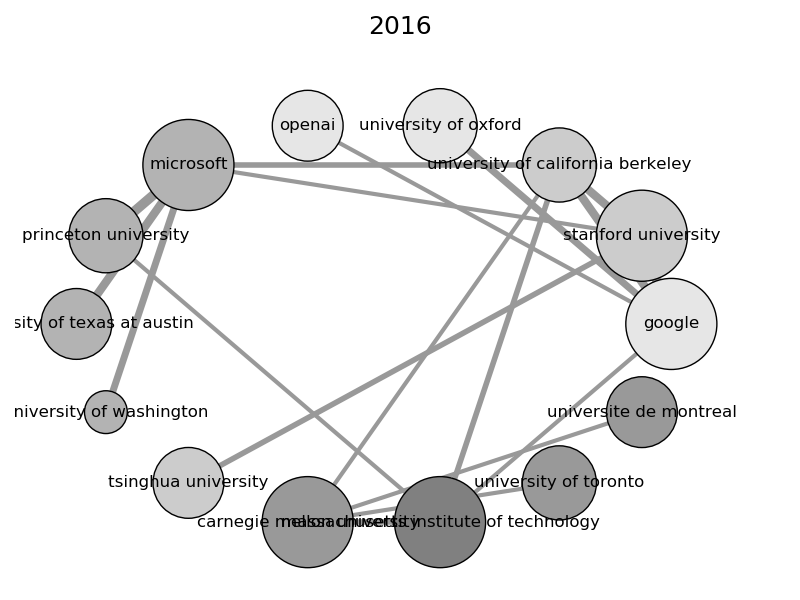 2016
openai
university of oxford
microsoft
university of california berkeley
princeton university
stanford university
sity of texas at austin
google
niversity of washington
universite de montreal
tsinghua university
university of toronto
carnegie mellon university
massachusetts institute of technology